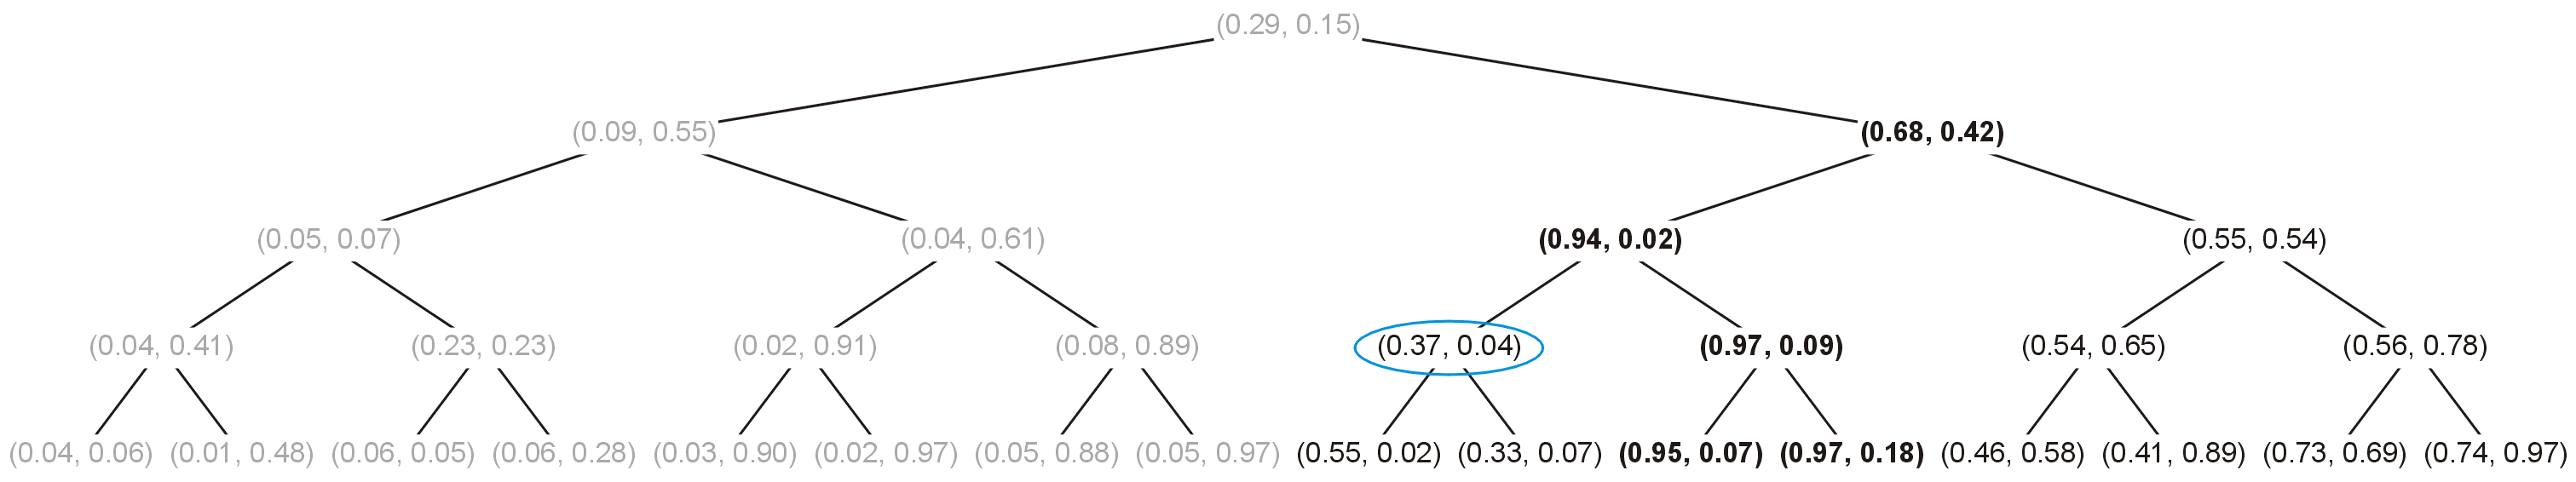 (0.29, 0.15)
(0.09, 0.55) (0.68, 0.42)
(0.05, 0.07) (0.04, 0.61) (0.94, 0.02) (0.55, 0.54)
(0.04, 0.41) (0.23, 0.23) (0.02, 0.91) (0.08, 0.89) (0.37, 0.04) (0.97, 0.09) (0.54, 0.65) (0.56, 0.78)
(0.04, 0.06) (0.01, 0.48) (0.06, 0.05) (0.06, 0.28) (0.03, 0.90) (0.02, 0.97) (0.05, 0.88) (0.05, 0.97) (0.55, 0.02) (0.33, 0.07) (0.95, 0.07) (0.97, 0.18) (0.46, 0.58) (0.41, 0.89) (0.73, 0.69) (0.74, 0.97)